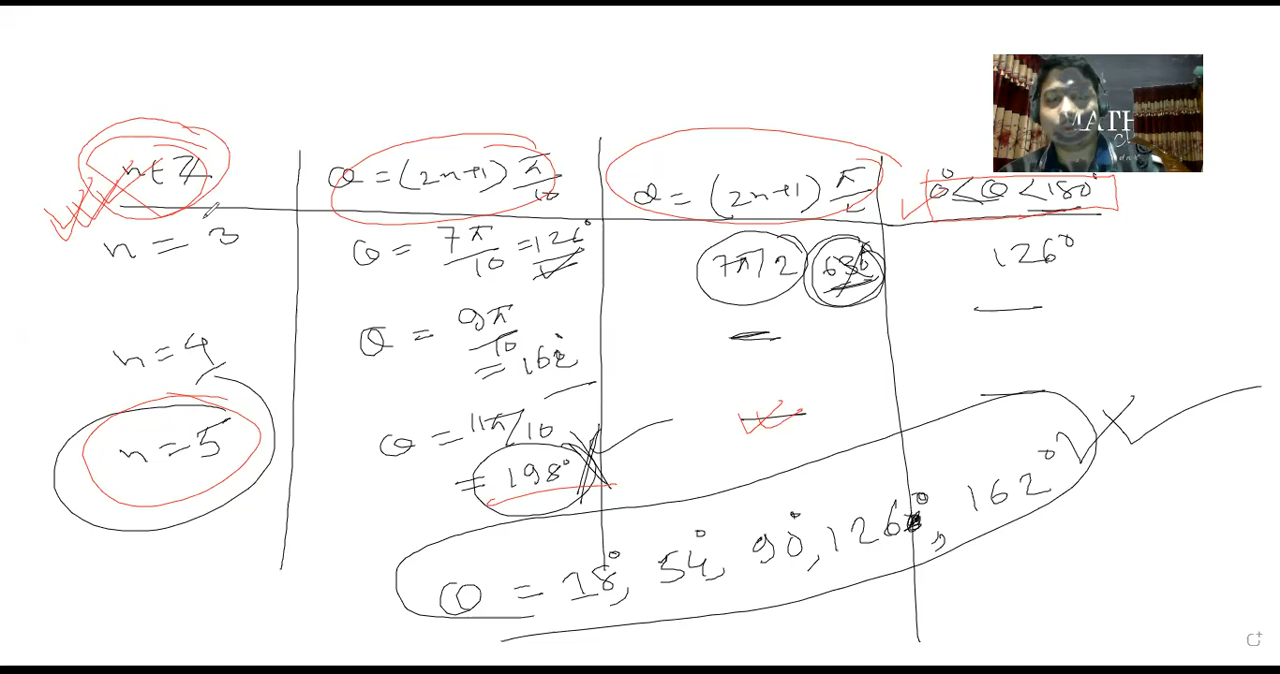 n ∈ ℤ
θ = (2n+1) π/10
θ = (2n+1) π/2
0° ≤ θ < 180°
n = 3
θ = 7π/10 = 126°
7π/2
630°
126°
n = 4
θ = 9π/10
= 162°
n = 5
θ = 11π/10
= 198°
θ = 18°, 54°, 90°, 126°, 162°
MATH